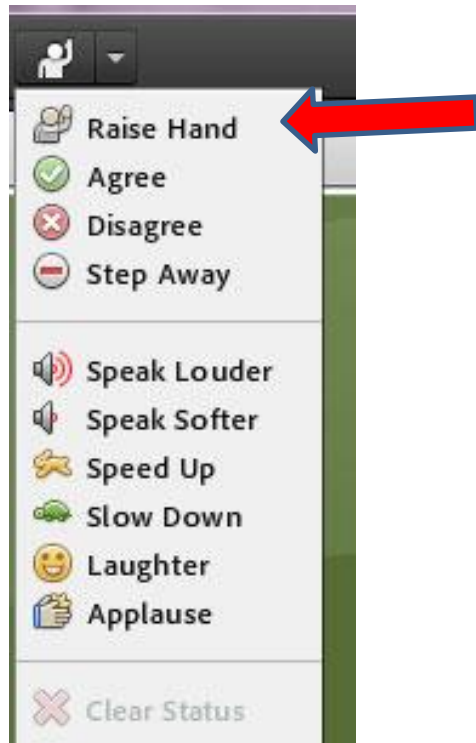 Raise Hand
Agree
Disagree
Step Away
Speak Louder
Speak Softer
Speed Up
Slow Down
Laughter
Applause
Clear Status